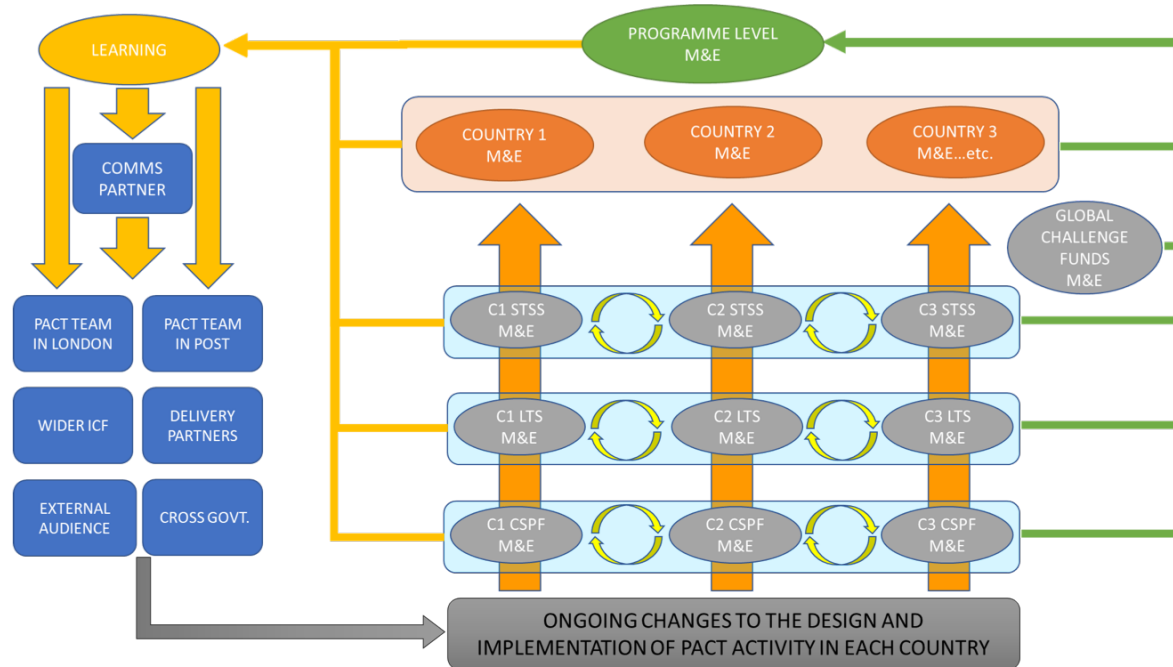 LEARNING
PROGRAMME LEVEL
M&E
COUNTRY 1
M&E
COUNTRY 2
M&E
COUNTRY 3
M&E...etc.
COMMS
PARTNER
GLOBAL
CHALLENGE
FUNDS
M&E
PACT TEAM
IN LONDON
PACT TEAM
IN POST
C1 STSS
M&E
C2 STSS
M&E
C3 STSS
M&E
WIDER ICF
DELIVERY
PARTNERS
C1 LTS
M&E
C2 LTS
M&E
C3 LTS
M&E
EXTERNAL
AUDIENCE
CROSS GOVT.
C1 CSPF
M&E
C2 CSPF
M&E
C3 CSPF
M&E
ONGOING CHANGES TO THE DESIGN AND
IMPLEMENTATION OF PACT ACTIVITY IN EACH COUNTRY